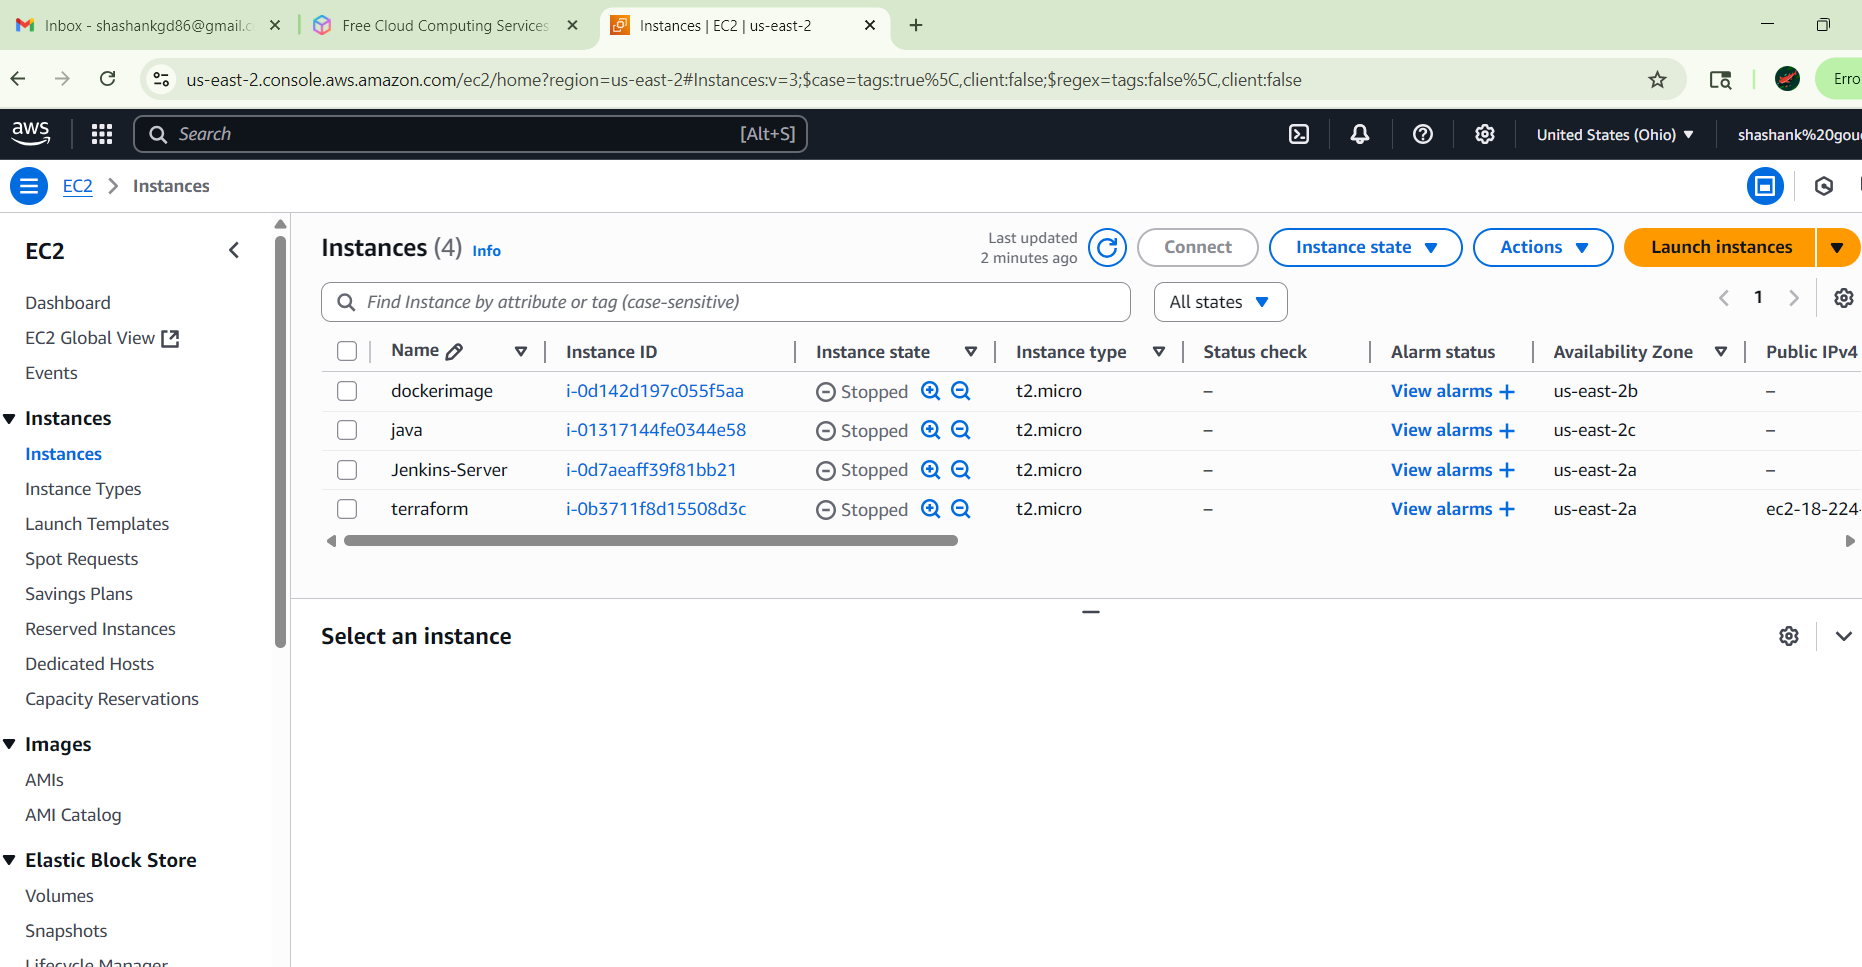 Inbox - shashankgd86@gmail.c
Free Cloud Computing Services
Instances | EC2 | us-east-2
us-east-2.console.aws.amazon.com/ec2/home?region=us-east-2#Instances:v=3;$case=tags:true%5C,client:false;$regex=tags:false%5C,client:false
Erro
aws
Search
[Alt+S]
United States (Ohio)
shashank%20gou
EC2
Instances
EC2
Dashboard
EC2 Global View
Events
Instances
Instances
Instance Types
Launch Templates
Spot Requests
Savings Plans
Reserved Instances
Dedicated Hosts
Capacity Reservations
Images
AMIs
AMI Catalog
Elastic Block Store
Volumes
Snapshots
Lifecycle Manager
Instances (4) Info
Last updated
2 minutes ago
Connect
Instance state
Actions
Launch instances
Find Instance by attribute or tag (case-sensitive)
All states
1
Name Instance ID Instance state Instance type Status check Alarm status Availability Zone Public IPv4
dockerimage i-0d142d197c055f5aa Stopped t2.micro – View alarms + us-east-2b –
java i-01317144fe0344e58 Stopped t2.micro – View alarms + us-east-2c –
Jenkins-Server i-0d7aeaff39f81bb21 Stopped t2.micro – View alarms + us-east-2a –
terraform i-0b3711f8d15508d3c Stopped t2.micro – View alarms + us-east-2a ec2-18-224-
Select an instance